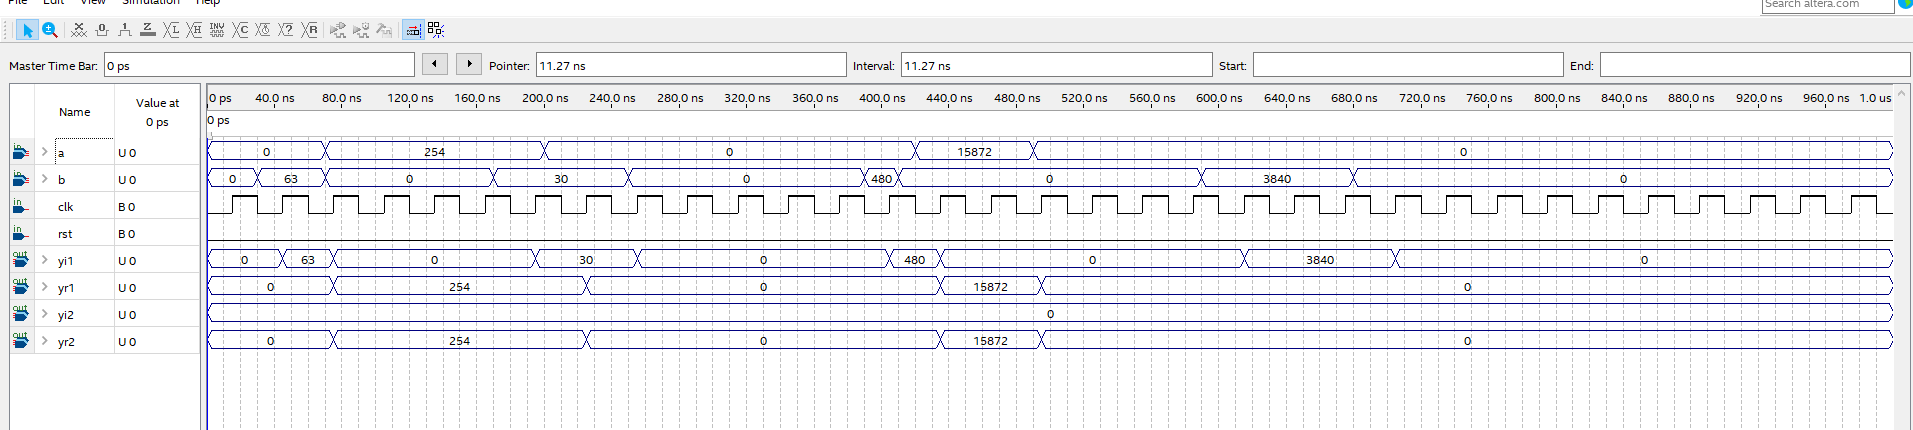 File Edit View Simulation Help
Search altera.com
Master Time Bar: 0 ps Pointer: 11.27 ns Interval: 11.27 ns Start: End:
Name Value at 0 ps
0 ps 40.0 ns 80.0 ns 120.0 ns 160.0 ns 200.0 ns 240.0 ns 280.0 ns 320.0 ns 360.0 ns 400.0 ns 440.0 ns 480.0 ns 520.0 ns 560.0 ns 600.0 ns 640.0 ns 680.0 ns 720.0 ns 760.0 ns 800.0 ns 840.0 ns 880.0 ns 920.0 ns 960.0 ns 1.0 us
0 ps
in a U 0 0 254 0 15872 0
in b U 0 0 63 0 30 0 480 0 3840 0
in clk B 0
in rst B 0
out yi1 U 0 0 63 0 30 0 480 0 3840 0
out yr1 U 0 0 254 0 15872 0
out yi2 U 0 0
out yr2 U 0 0 254 0 15872 0